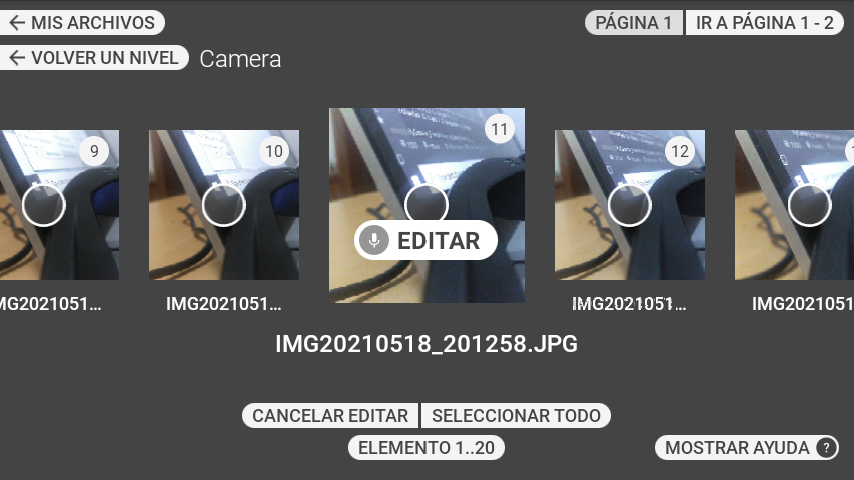 MIS ARCHIVOS
PÁGINA 1
IR A PÁGINA 1 - 2
VOLVER UN NIVEL
Camera
9
10
11
12
EDITAR
MG2021051...
IMG2021051...
IMG2021051...
IMG2021051
IMG20210518_201258.JPG
CANCELAR EDITAR
SELECCIONAR TODO
ELEMENTO 1..20
MOSTRAR AYUDA ?